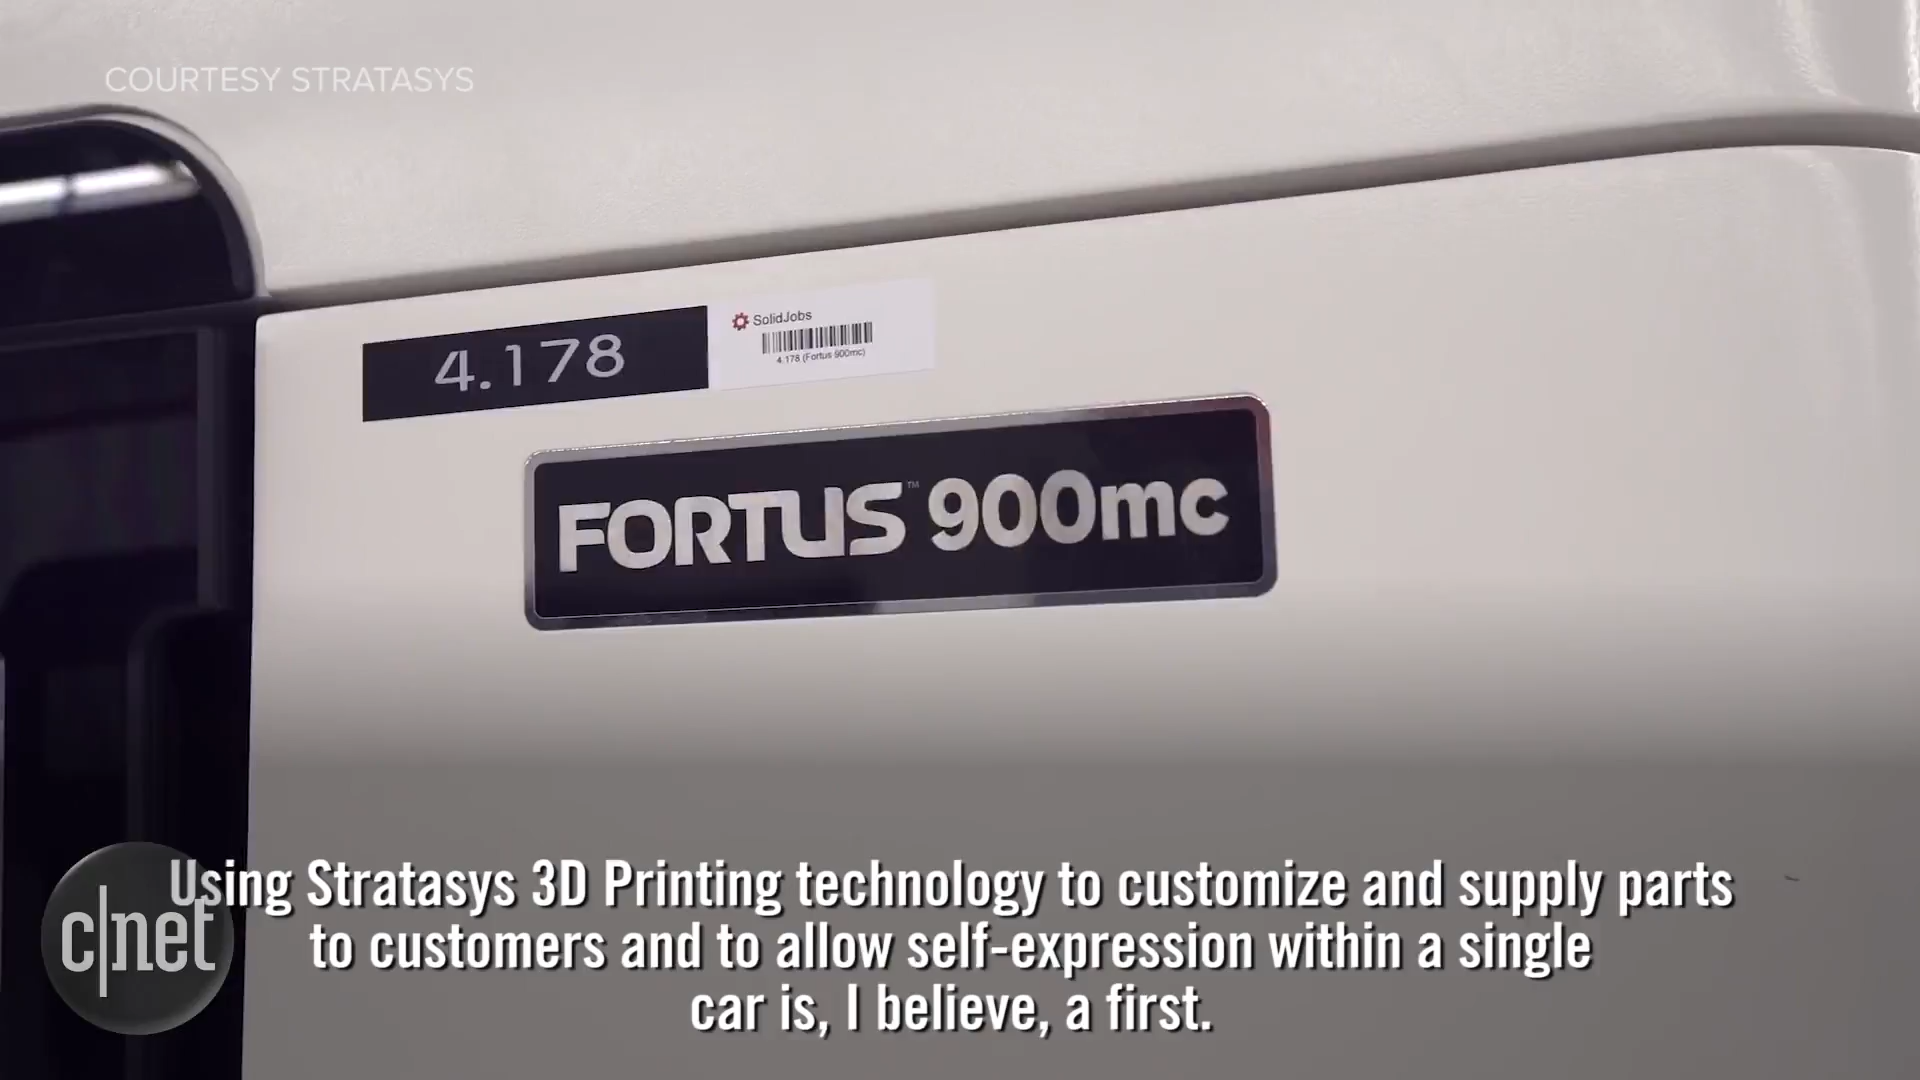 COURTESY STRATASYS
4.178
SolidJobs
4.178 (Fortus 900mc)
FORTUS™ 900mc
Using Stratasys 3D Printing technology to customize and supply parts
to customers and to allow self-expression within a single
car is, I believe, a first.
c|net